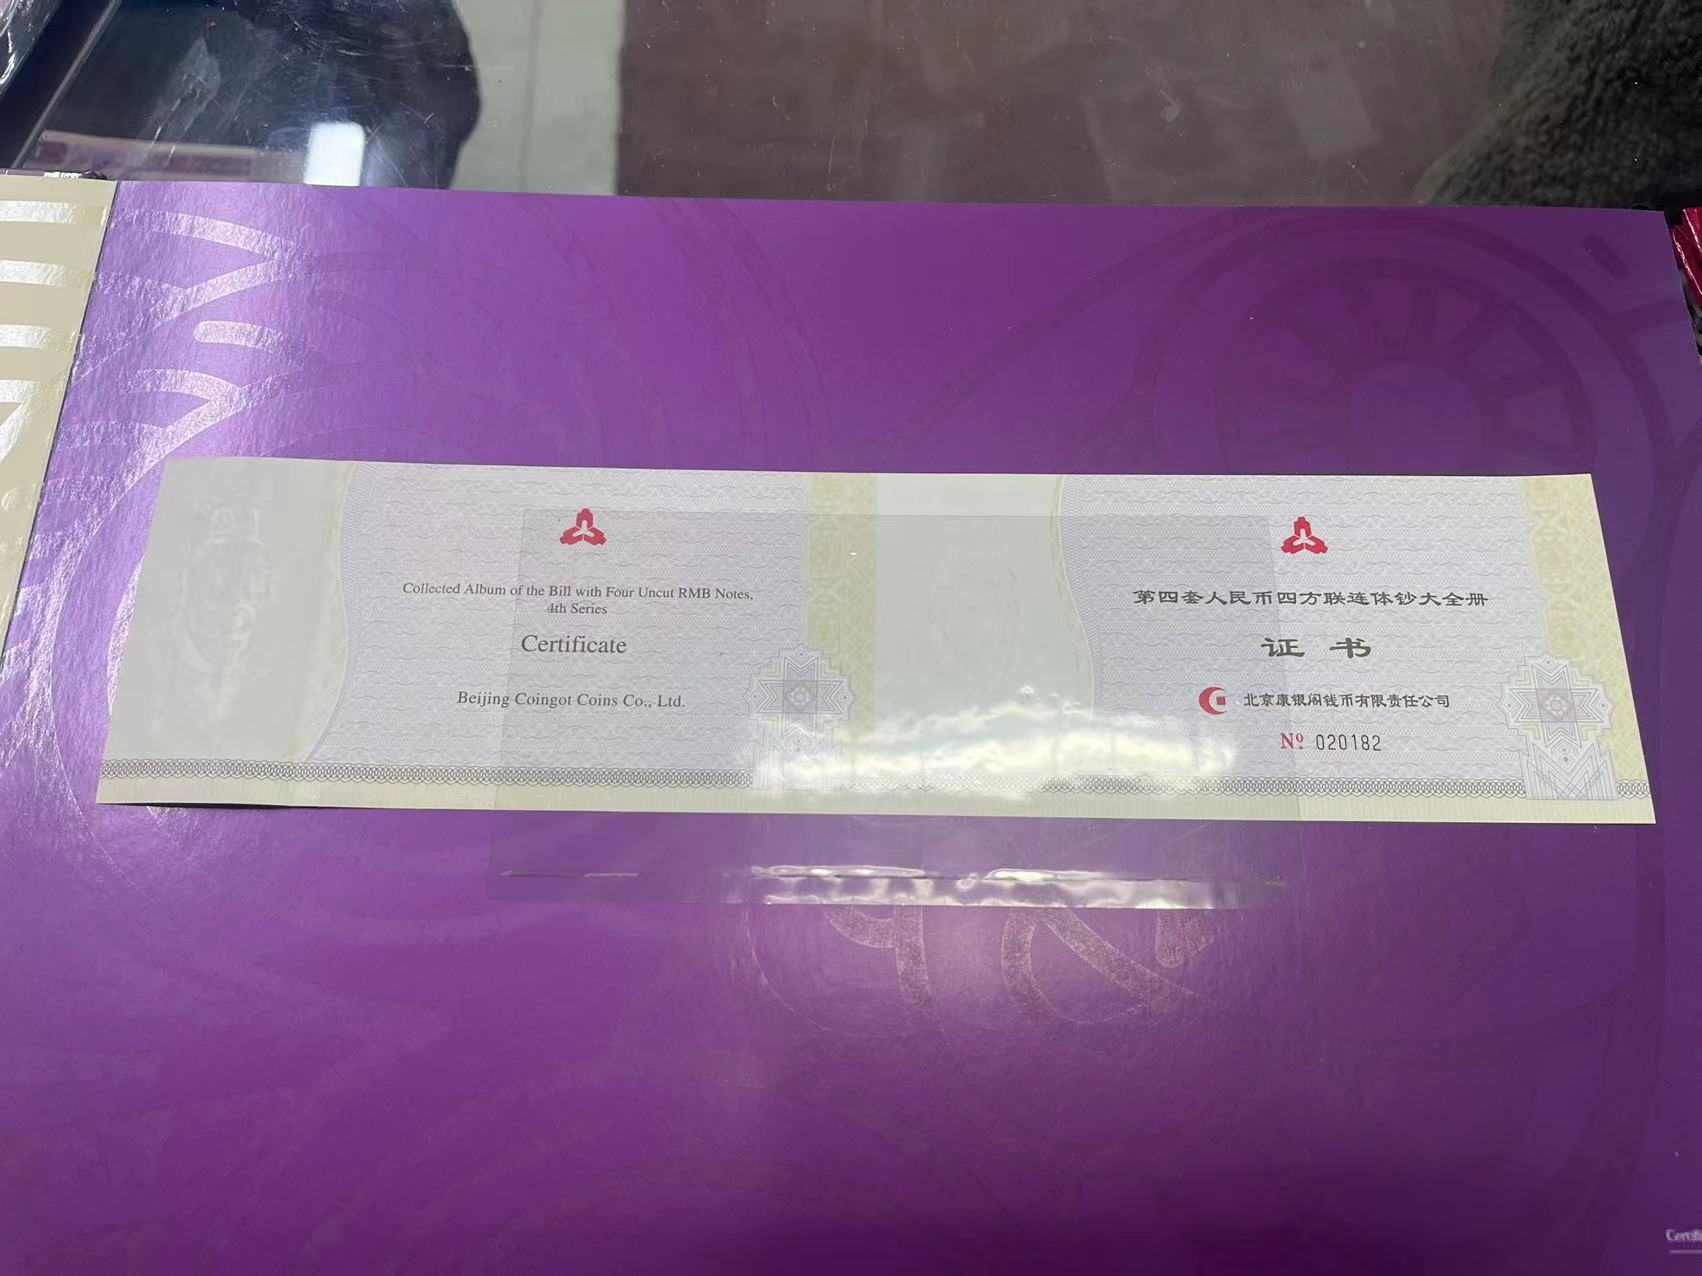 Collected Album of the Bill with Four Uncut RMB Notes,
4th Series
Certificate
Beijing Coingot Coins Co., Ltd.
第四套人民币四方联连体钞大全册
证 书
北京康银阁钱币有限责任公司
Nº 020182